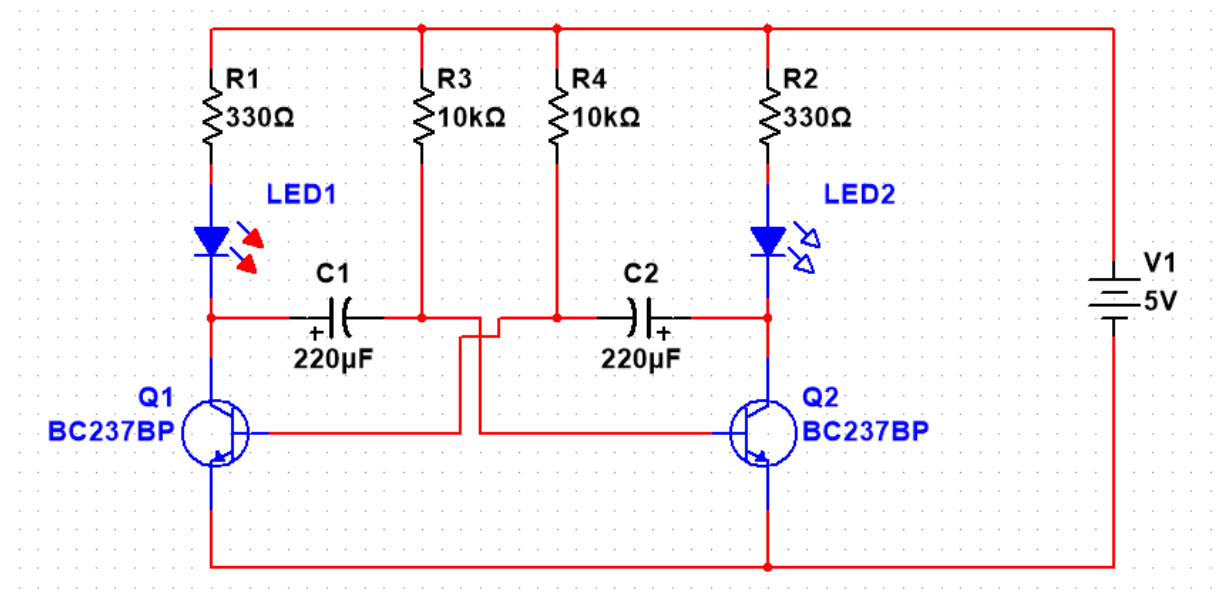 R1
330Ω
R3
10kΩ
R4
10kΩ
R2
330Ω
LED1
LED2
C1
+
220µF
C2
+
220µF
V1
5V
Q1
BC237BP
Q2
BC237BP